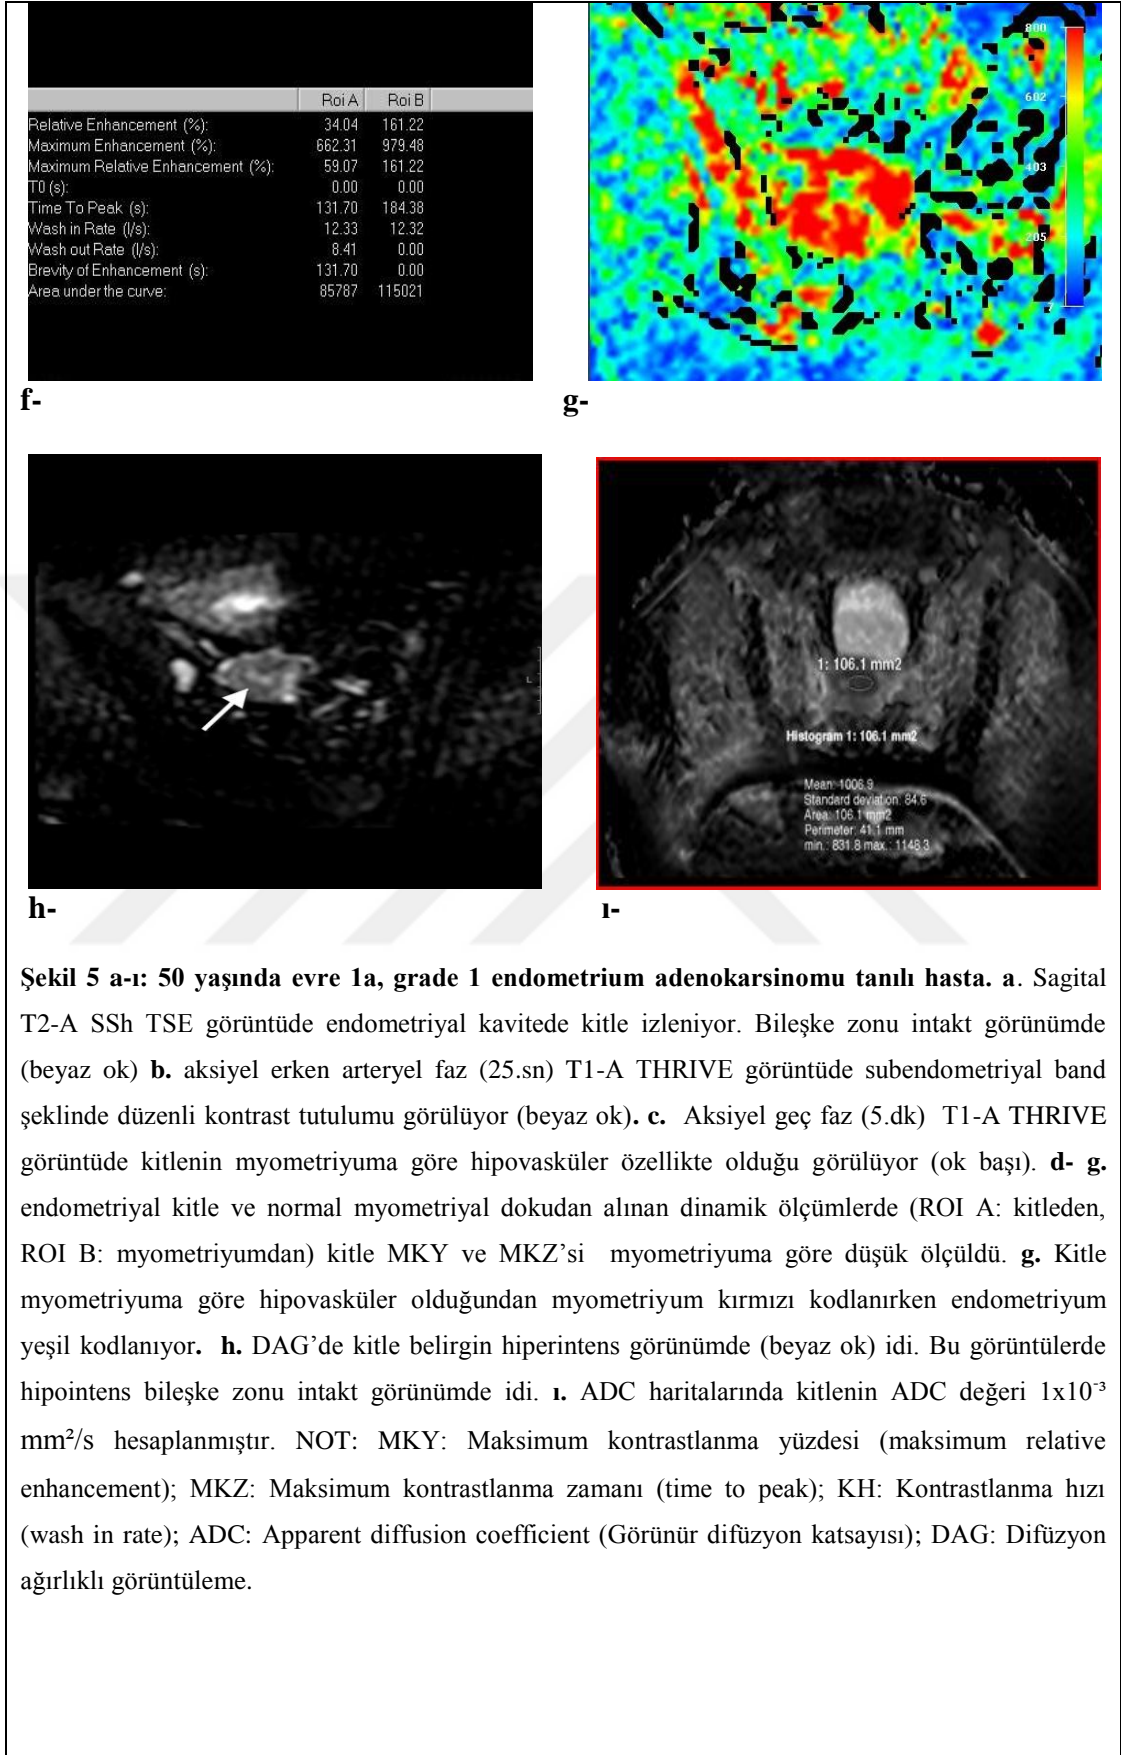 Roi A Roi B
Relative Enhancement (%): 34.04 161.22
Maximum Enhancement (%): 662.31 979.48
Maximum Relative Enhancement (%): 59.07 161.22
T0 (s): 0.00 0.00
Time To Peak (s): 131.70 184.38
Wash in Rate (l/s): 12.33 12.32
Wash out Rate (l/s): 8.41 0.00
Brevity of Enhancement (s): 131.70 0.00
Area under the curve: 85787 115021
800
602
403
205
7
f-
g-
L
1: 106.1 mm2
Histogram 1: 106.1 mm2
Mean: 1006.9
Standard deviation: 84.6
Area: 106.1 mm2
Perimeter: 41.1 mm
min.: 831.8 max.: 1148.3
h-
ı-
Şekil 5 a-ı: 50 yaşında evre 1a, grade 1 endometrium adenokarsinomu tanılı hasta. a. Sagital
T2-A SSh TSE görüntüde endometriyal kavitede kitle izleniyor. Bileşke zonu intakt görünümde
(beyaz ok) b. aksiyel erken arteryel faz (25.sn) T1-A THRIVE görüntüde subendometriyal band
şeklinde düzenli kontrast tutulumu görülüyor (beyaz ok). c. Aksiyel geç faz (5.dk) T1-A THRIVE
görüntüde kitlenin myometriyuma göre hipovasküler özellikte olduğu görülüyor (ok başı). d- g.
endometriyal kitle ve normal myometriyal dokudan alınan dinamik ölçümlerde (ROI A: kitleden,
ROI B: myometriyumdan) kitle MKY ve MKZ’si myometriyuma göre düşük ölçüldü. g. Kitle
myometriyuma göre hipovasküler olduğundan myometriyum kırmızı kodlanırken endometriyum
yeşil kodlanıyor. h. DAG’de kitle belirgin hiperintens görünümde (beyaz ok) idi. Bu görüntülerde
hipointens bileşke zonu intakt görünümde idi. ı. ADC haritalarında kitlenin ADC değeri 1x10⁻³
mm²/s hesaplanmıştır. NOT: MKY: Maksimum kontrastlanma yüzdesi (maksimum relative
enhancement); MKZ: Maksimum kontrastlanma zamanı (time to peak); KH: Kontrastlanma hızı
(wash in rate); ADC: Apparent diffusion coefficient (Görünür difüzyon katsayısı); DAG: Difüzyon
ağırlıklı görüntüleme.